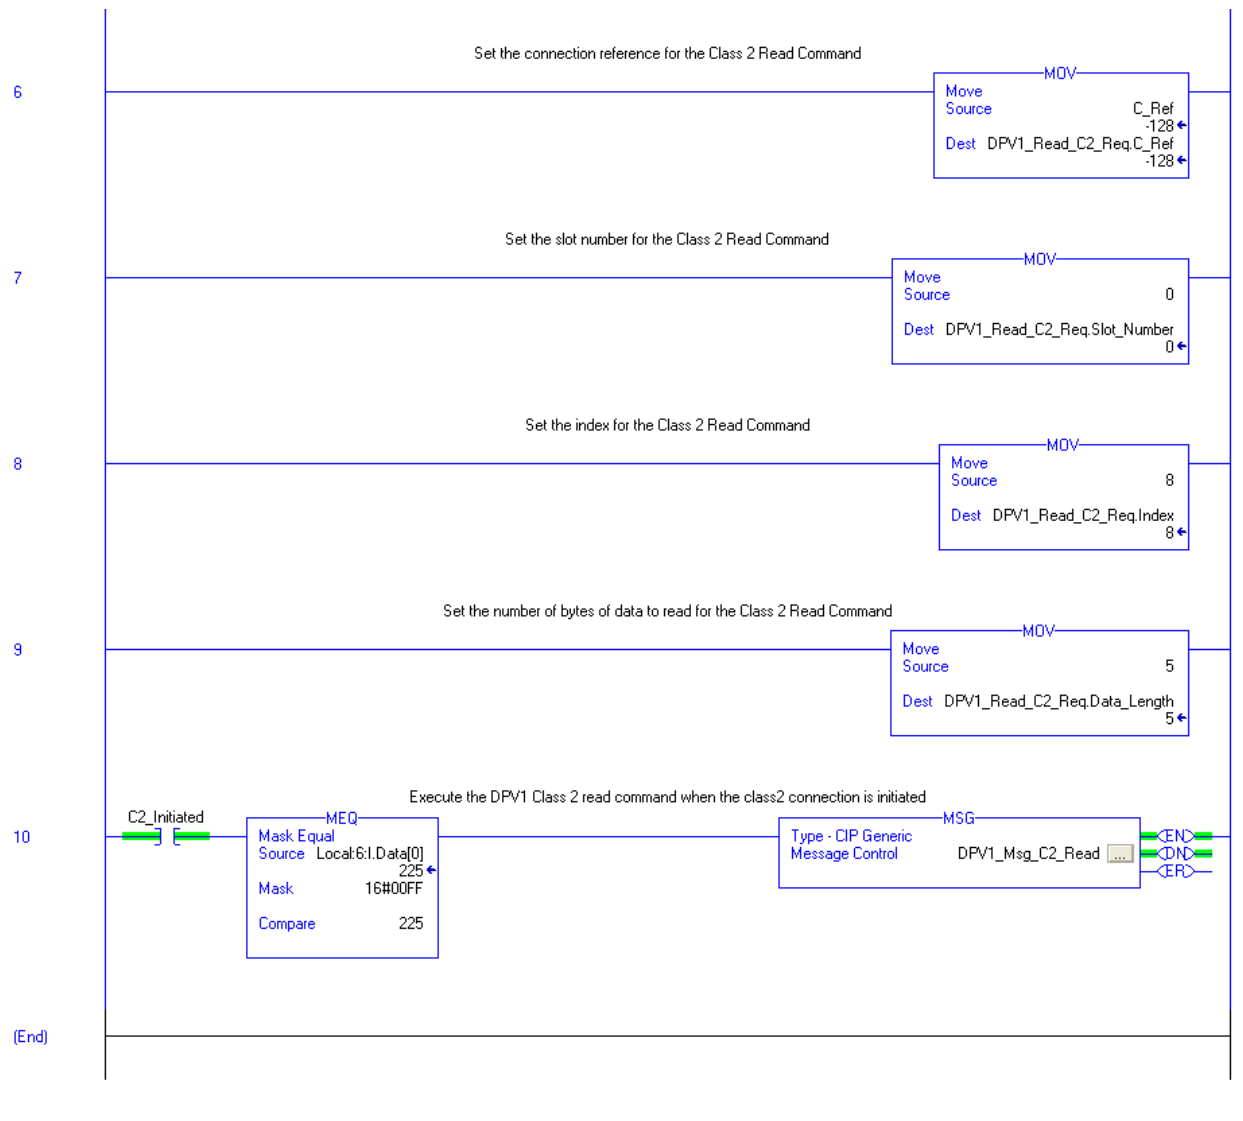 Set the connection reference for the Class 2 Read Command
6
MOV
Move
Source C_Ref
-128
Dest DPV1_Read_C2_Req.C_Ref
-128
Set the slot number for the Class 2 Read Command
7
MOV
Move
Source 0
Dest DPV1_Read_C2_Req.Slot_Number
0
Set the index for the Class 2 Read Command
8
MOV
Move
Source 8
Dest DPV1_Read_C2_Req.Index
8
Set the number of bytes of data to read for the Class 2 Read Command
9
MOV
Move
Source 5
Dest DPV1_Read_C2_Req.Data_Length
5
Execute the DPV1 Class 2 read command when the class2 connection is initiated
10
C2_Initiated
MEQ
Mask Equal
Source Local:6:I.Data[0]
225
Mask 16#00FF
Compare 225
MSG
Type - CIP Generic
Message Control DPV1_Msg_C2_Read ...
EN
DN
ER
(End)